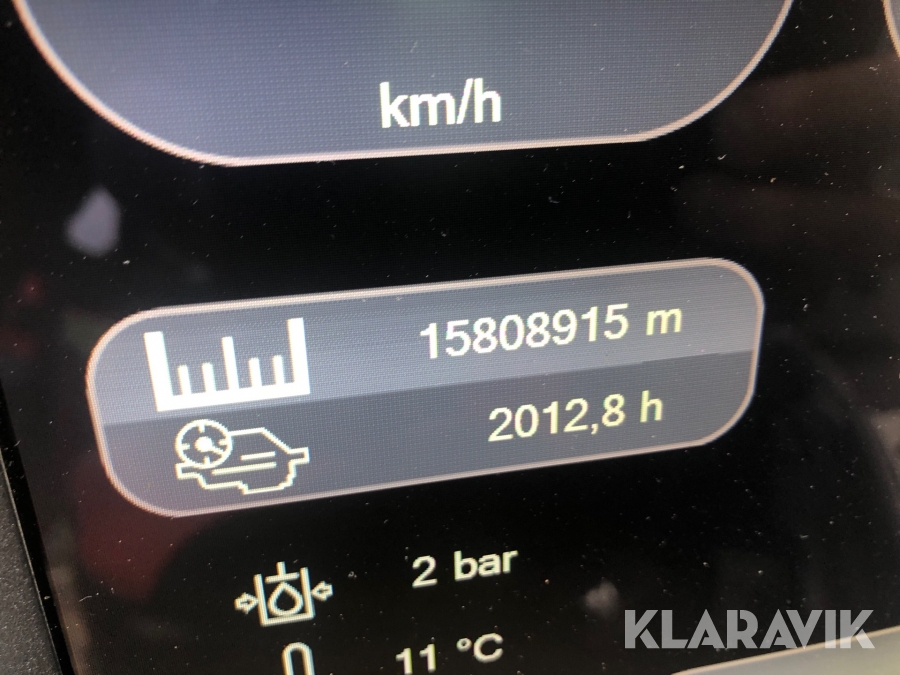 km/h
15808915 m
2012,8 h
2 bar
11 °C
KLARAVIK